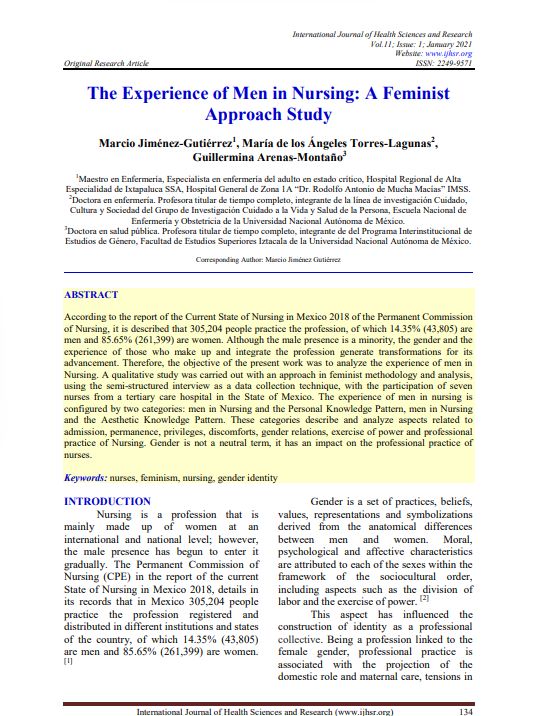 International Journal of Health Sciences and Research
Vol.11; Issue: 1; January 2021
Website: www.ijhsr.org
Original Research Article
ISSN: 2249-9571
The Experience of Men in Nursing: A Feminist
Approach Study
Marcio Jiménez-Gutiérrez1, María de los Ángeles Torres-Lagunas2,
Guillermina Arenas-Montaño3
1Maestro en Enfermería, Especialista en enfermería del adulto en estado crítico, Hospital Regional de Alta
Especialidad de Ixtapaluca SSA, Hospital General de Zona 1A “Dr. Rodolfo Antonio de Mucha Macías” IMSS.
2Doctora en enfermería. Profesora titular de tiempo completo, integrante de la línea de investigación Cuidado,
Cultura y Sociedad del Grupo de Investigación Cuidado a la Vida y Salud de la Persona, Escuela Nacional de
Enfermería y Obstetricia de la Universidad Nacional Autónoma de México.
3Doctora en salud pública. Profesora titular de tiempo completo, integrante de del Programa Interinstitucional de
Estudios de Género, Facultad de Estudios Superiores Iztacala de la Universidad Nacional Autónoma de México.
Corresponding Author: Marcio Jiménez Gutiérrez
ABSTRACT
According to the report of the Current State of Nursing in Mexico 2018 of the Permanent Commission
of Nursing, it is described that 305,204 people practice the profession, of which 14.35% (43,805) are
men and 85.65% (261,399) are women. Although the male presence is a minority, the gender and the
experience of those who make up and integrate the profession generate transformations for its
advancement. Therefore, the objective of the present work was to analyze the experience of men in
Nursing. A qualitative study was carried out with an approach in feminist methodology and analysis,
using the semi-structured interview as a data collection technique, with the participation of seven
nurses from a tertiary care hospital in the State of Mexico. The experience of men in nursing is
configured by two categories: men in Nursing and the Personal Knowledge Pattern, men in Nursing
and the Aesthetic Knowledge Pattern. These categories describe and analyze aspects related to
admission, permanence, privileges, discomforts, gender relations, exercise of power and professional
practice of Nursing. Gender is not a neutral term, it has an impact on the professional practice of
nurses.
Keywords: nurses, feminism, nursing, gender identity
INTRODUCTION
Nursing is a profession that is
mainly made up of women at an
international and national level; however,
the male presence has begun to enter it
gradually. The Permanent Commission of
Nursing (CPE) in the report of the current
State of Nursing in Mexico 2018, details in
its records that in Mexico 305,204 people
practice the profession registered and
distributed in different institutions and states
of the country, of which 14.35% (43,805)
are men and 85.65% (261,399) are women.
[1]
Gender is a set of practices, beliefs,
values, representations and symbolizations
derived from the anatomical differences
between men and women. Moral,
psychological and affective characteristics
are attributed to each of the sexes within the
framework of the sociocultural order,
including aspects such as the division of
labor and the exercise of power. [2]
This aspect has influenced the
construction of identity as a professional
collective. Being a profession linked to the
female gender, professional practice is
associated with the projection of the
domestic role and maternal care, tensions in
International Journal of Health Sciences and Research (www.ijhsr.org)
134